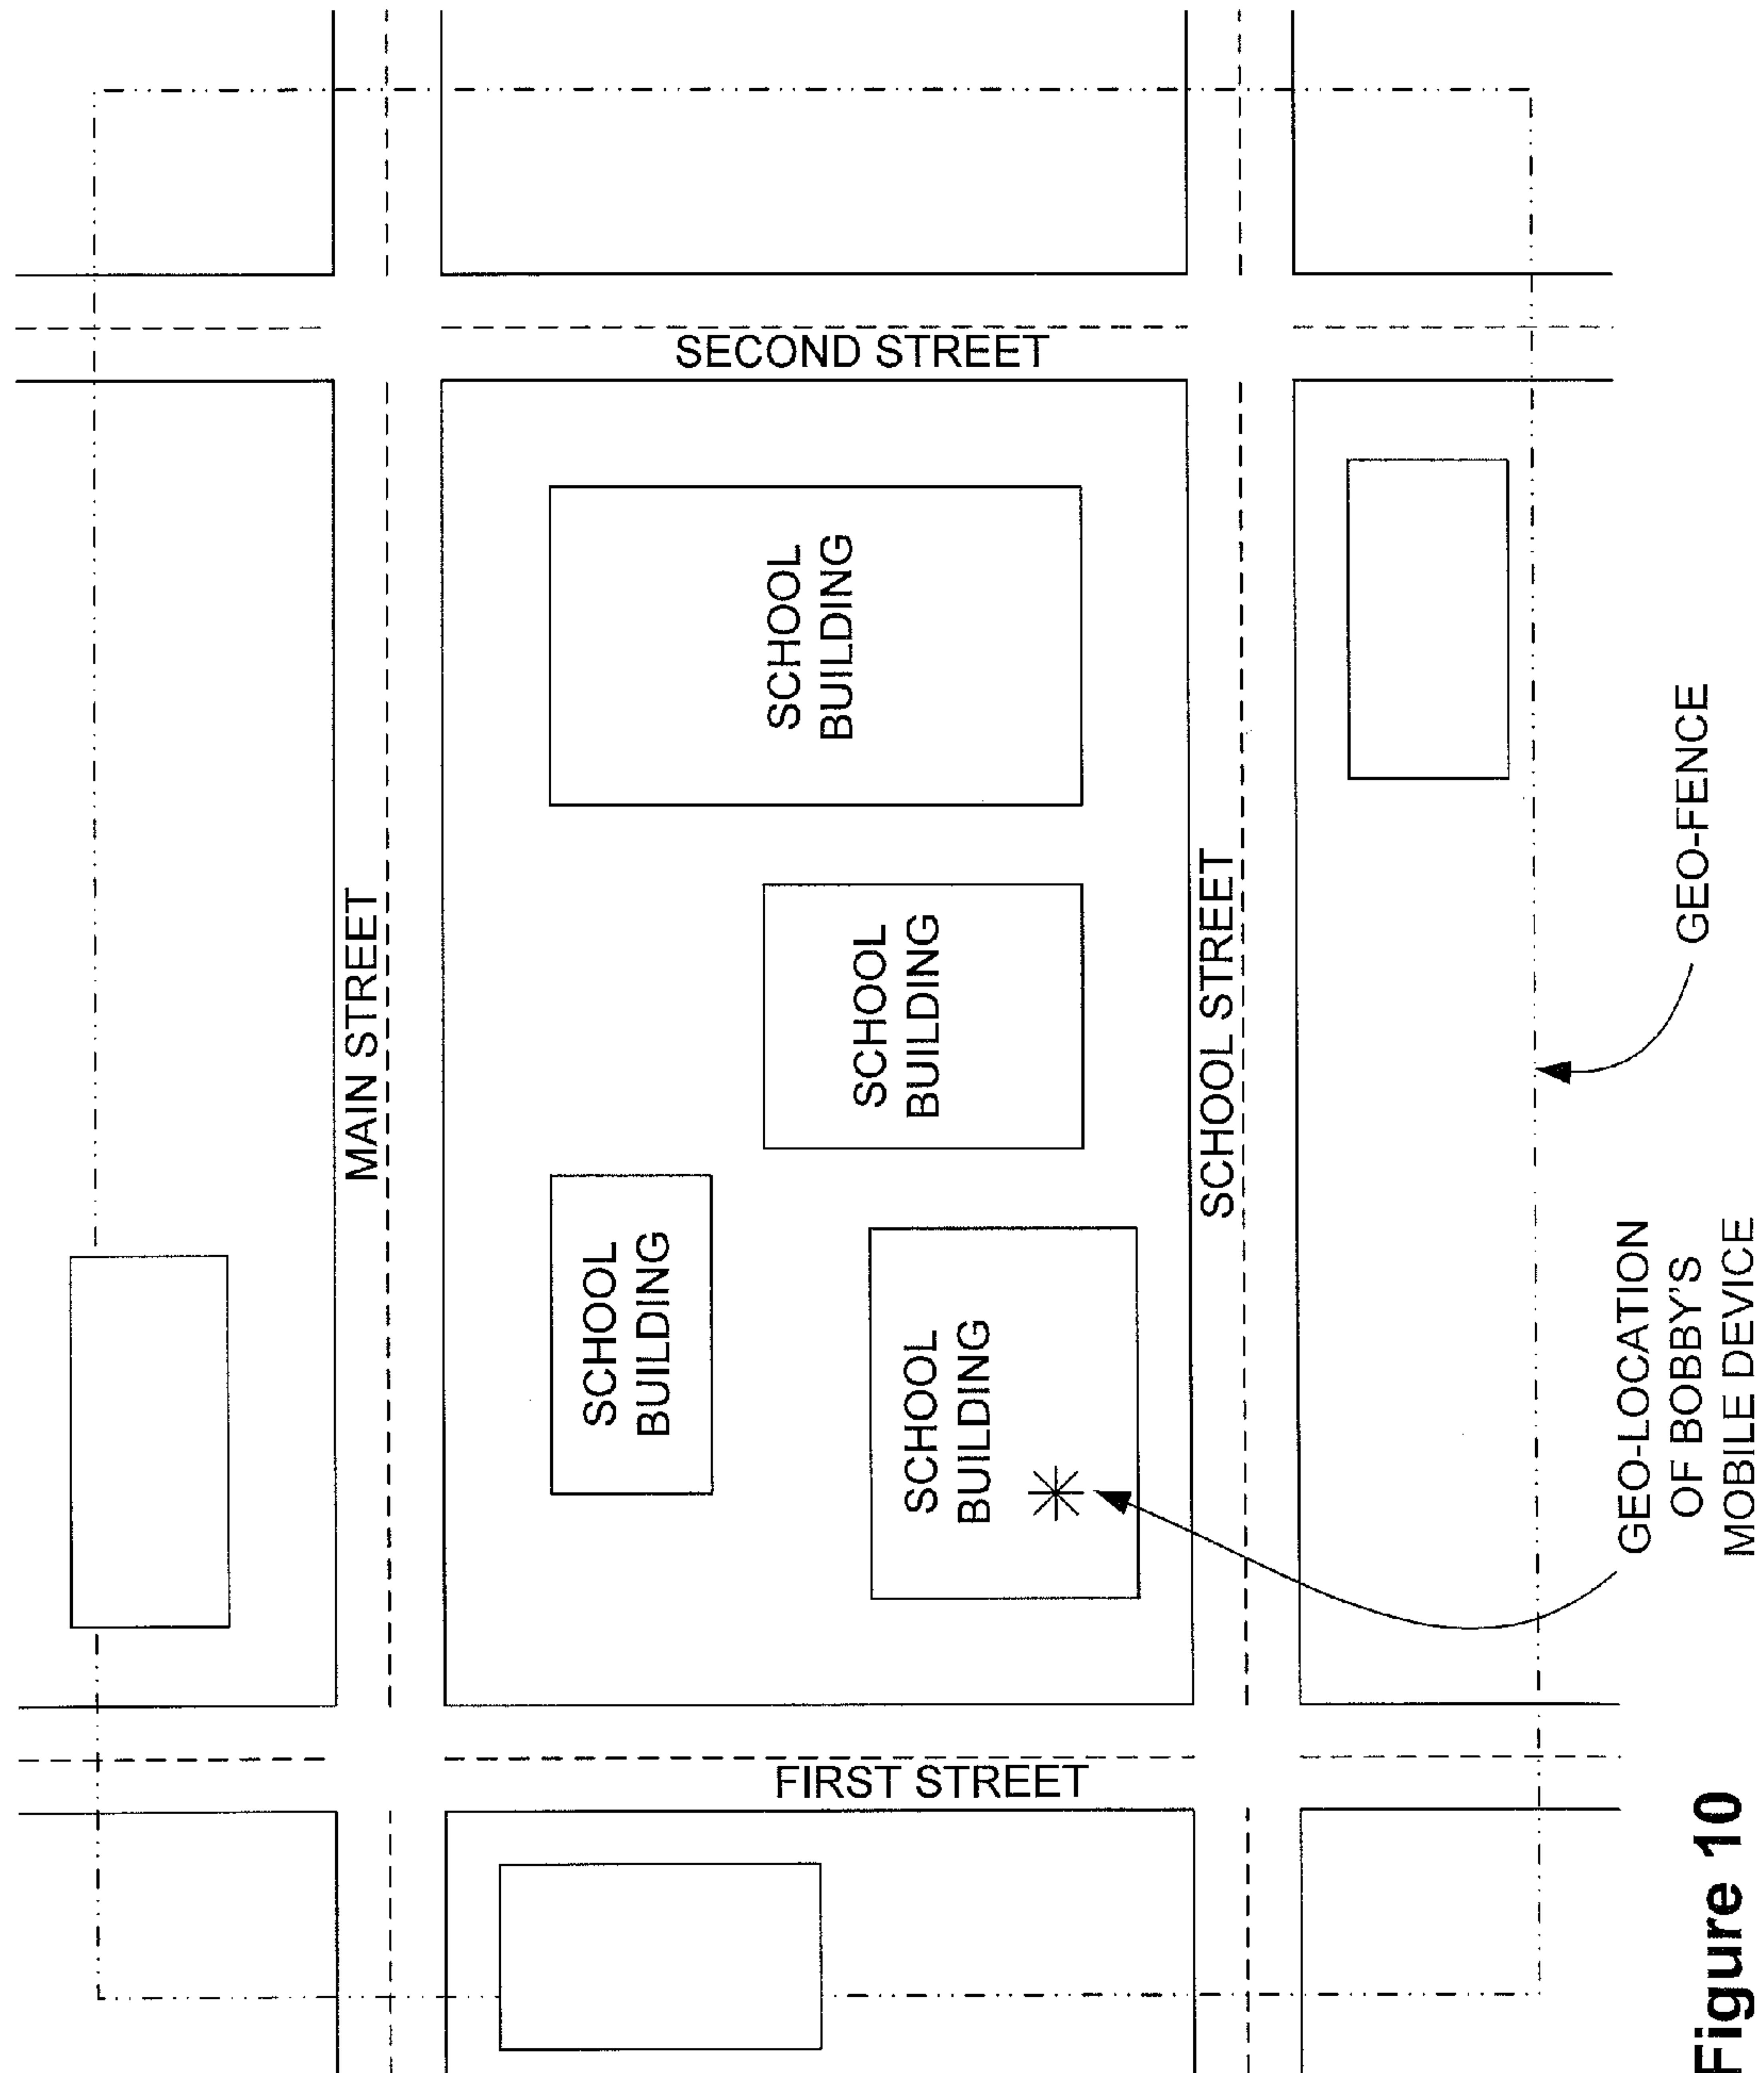 MAIN STREET
SECOND STREET
SCHOOL
BUILDING
SCHOOL
BUILDING
SCHOOL
BUILDING
SCHOOL
BUILDING
SCHOOL STREET
FIRST STREET
GEO-LOCATION
OF BOBBY'S
MOBILE DEVICE
GEO-FENCE
Figure 10